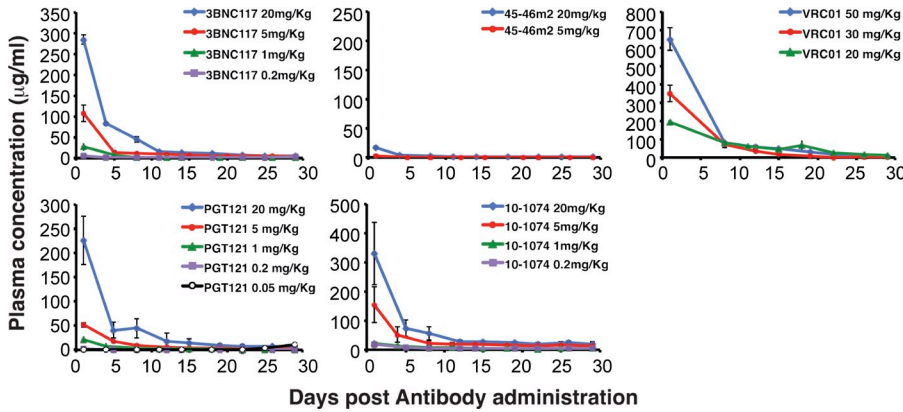 Plasma concentration (µg/ml)
350
300
250
200
150
100
50
0
0 5 10 15 20 25 30
3BNC117 20mg/Kg
3BNC117 5mg/Kg
3BNC117 1mg/Kg
3BNC117 0.2mg/Kg
250
200
150
100
50
0
0 5 10 15 20 25 30
45-46m2 20mg/kg
45-46m2 5mg/kg
800
700
600
500
400
300
200
100
0
0 5 10 15 20 25 30
VRC01 50 mg/Kg
VRC01 30 mg/Kg
VRC01 20 mg/Kg
300
250
200
150
100
50
0
0 5 10 15 20 25 30
PGT121 20 mg/Kg
PGT121 5 mg/Kg
PGT121 1 mg/Kg
PGT121 0.2 mg/Kg
PGT121 0.05 mg/Kg
500
400
300
200
100
0
0 5 10 15 20 25 30
10-1074 20mg/Kg
10-1074 5mg/Kg
10-1074 1mg/Kg
10-1074 0.2mg/Kg
Days post Antibody administration